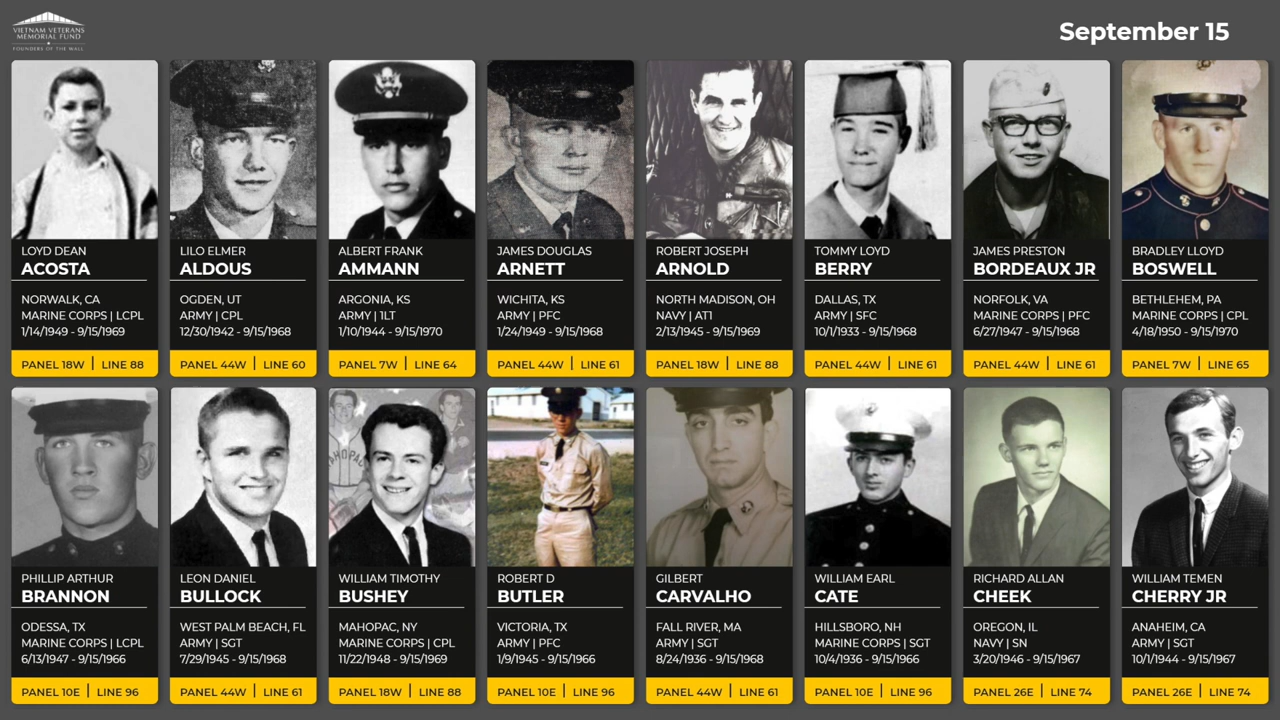 VIETNAM VETERANS
MEMORIAL FUND
FOUNDERS OF THE WALL
September 15
LOYD DEAN
ACOSTA
NORWALK, CA
MARINE CORPS | LCPL
1/14/1949 - 9/15/1969
PANEL 18W | LINE 88
LILO ELMER
ALDOUS
OGDEN, UT
ARMY | CPL
12/30/1942 - 9/15/1968
PANEL 44W | LINE 60
ALBERT FRANK
AMMANN
ARGONIA, KS
ARMY | 1LT
1/10/1944 - 9/15/1970
PANEL 7W | LINE 64
JAMES DOUGLAS
ARNETT
WICHITA, KS
ARMY | PFC
1/24/1949 - 9/15/1968
PANEL 44W | LINE 61
ROBERT JOSEPH
ARNOLD
NORTH MADISON, OH
NAVY | AT1
2/13/1945 - 9/15/1969
PANEL 18W | LINE 88
TOMMY LOYD
BERRY
DALLAS, TX
ARMY | SFC
10/1/1933 - 9/15/1968
PANEL 44W | LINE 61
JAMES PRESTON
BORDEAUX JR
NORFOLK, VA
MARINE CORPS | PFC
6/27/1947 - 9/15/1968
PANEL 44W | LINE 61
BRADLEY LLOYD
BOSWELL
BETHLEHEM, PA
MARINE CORPS | CPL
4/18/1950 - 9/15/1970
PANEL 7W | LINE 65
PHILLIP ARTHUR
BRANNON
ODESSA, TX
MARINE CORPS | LCPL
6/13/1947 - 9/15/1966
PANEL 10E | LINE 96
LEON DANIEL
BULLOCK
WEST PALM BEACH, FL
ARMY | SGT
7/29/1945 - 9/15/1968
PANEL 44W | LINE 61
WILLIAM TIMOTHY
BUSHEY
MAHOPAC, NY
MARINE CORPS | CPL
11/22/1948 - 9/15/1969
PANEL 18W | LINE 88
ROBERT D
BUTLER
VICTORIA, TX
ARMY | PFC
1/9/1945 - 9/15/1966
PANEL 10E | LINE 96
GILBERT
CARVALHO
FALL RIVER, MA
ARMY | SGT
8/24/1936 - 9/15/1968
PANEL 44W | LINE 61
WILLIAM EARL
CATE
HILLSBORO, NH
MARINE CORPS | SGT
10/4/1936 - 9/15/1966
PANEL 10E | LINE 96
RICHARD ALLAN
CHEEK
OREGON, IL
NAVY | SN
3/20/1946 - 9/15/1967
PANEL 26E | LINE 74
WILLIAM TEMEN
CHERRY JR
ANAHEIM, CA
ARMY | SGT
10/1/1944 - 9/15/1967
PANEL 26E | LINE 74